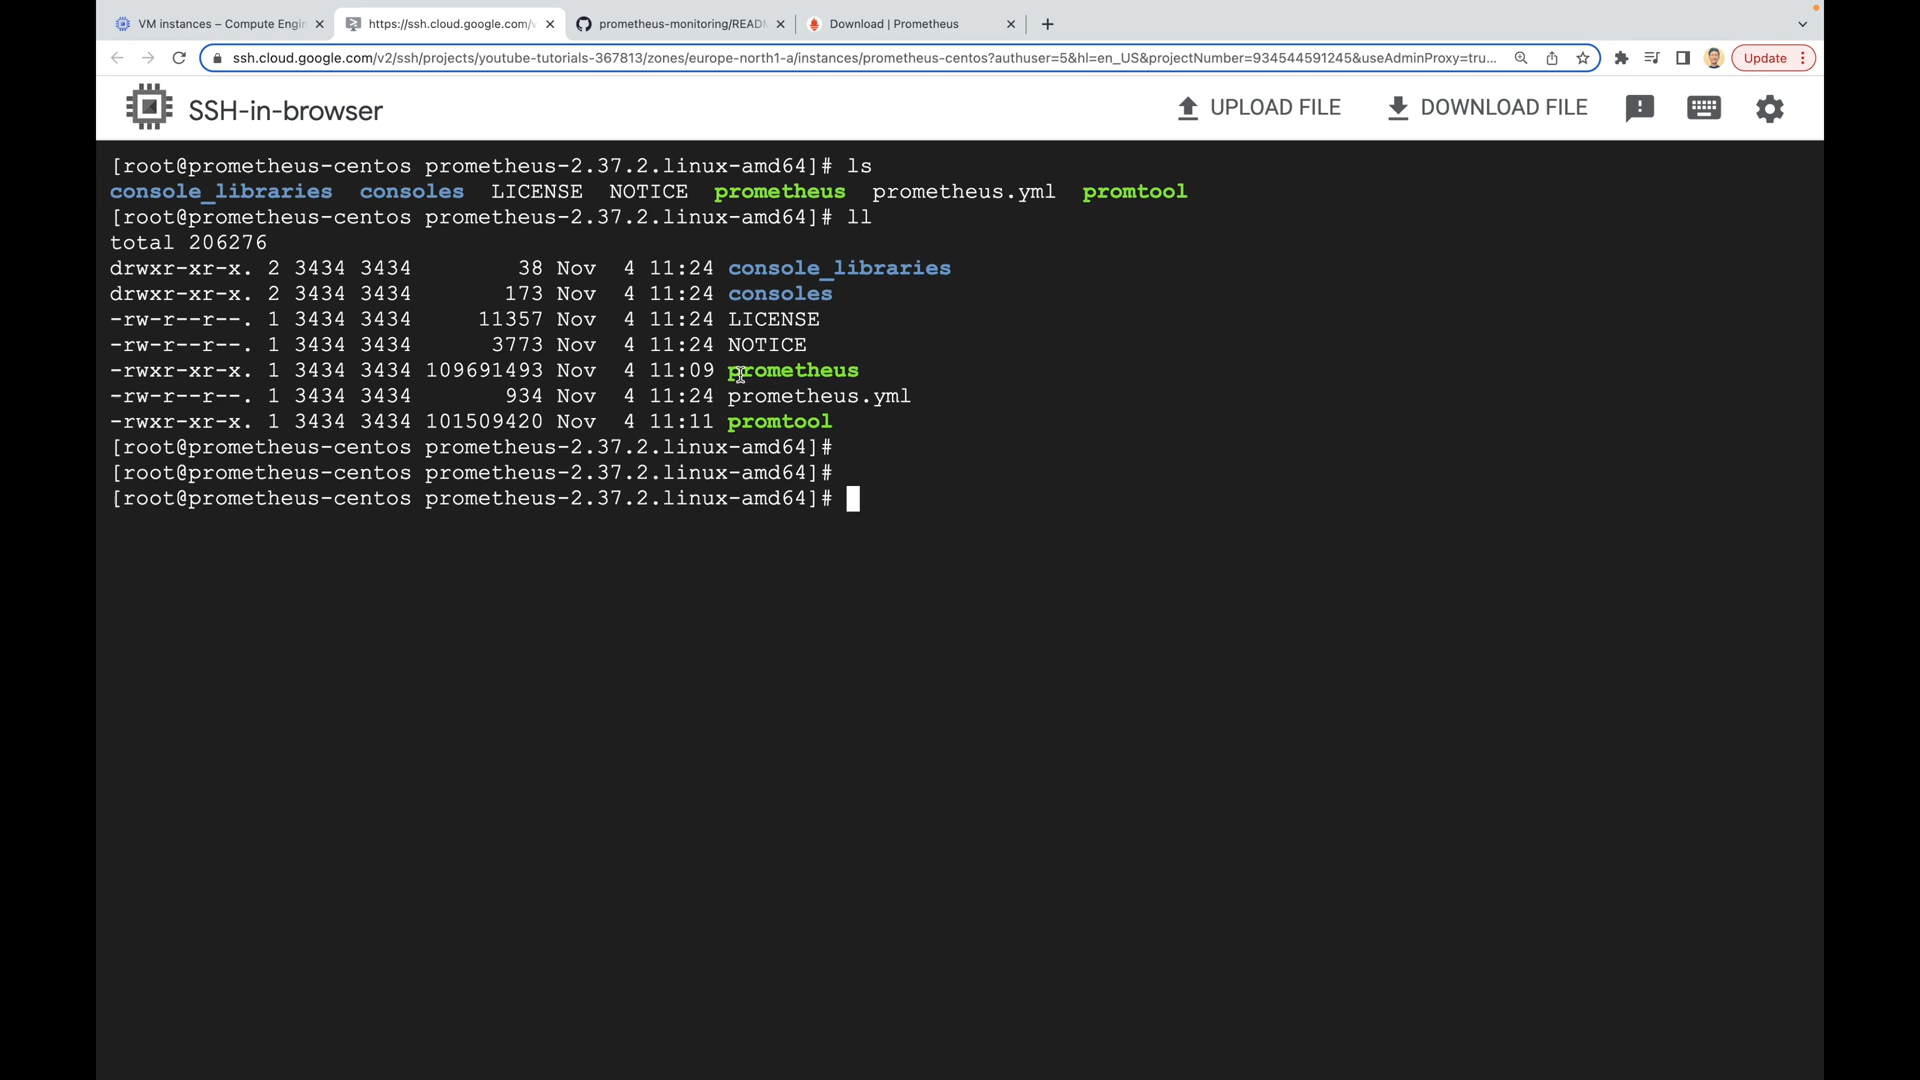 VM instances – Compute Engin
https://ssh.cloud.google.com/v
prometheus-monitoring/READM
Download | Prometheus
ssh.cloud.google.com/v2/ssh/projects/youtube-tutorials-367813/zones/europe-north1-a/instances/prometheus-centos?authuser=5&hl=en_US&projectNumber=934544591245&useAdminProxy=tru...
Update
SSH-in-browser
UPLOAD FILE
DOWNLOAD FILE
[root@prometheus-centos prometheus-2.37.2.linux-amd64]# ls
console_libraries consoles LICENSE NOTICE prometheus prometheus.yml promtool
[root@prometheus-centos prometheus-2.37.2.linux-amd64]# ll
total 206276
drwxr-xr-x. 2 3434 3434 38 Nov 4 11:24 console_libraries
drwxr-xr-x. 2 3434 3434 173 Nov 4 11:24 consoles
-rw-r--r--. 1 3434 3434 11357 Nov 4 11:24 LICENSE
-rw-r--r--. 1 3434 3434 3773 Nov 4 11:24 NOTICE
-rwxr-xr-x. 1 3434 3434 109691493 Nov 4 11:09 prometheus
-rw-r--r--. 1 3434 3434 934 Nov 4 11:24 prometheus.yml
-rwxr-xr-x. 1 3434 3434 101509420 Nov 4 11:11 promtool
[root@prometheus-centos prometheus-2.37.2.linux-amd64]#
[root@prometheus-centos prometheus-2.37.2.linux-amd64]#
[root@prometheus-centos prometheus-2.37.2.linux-amd64]#